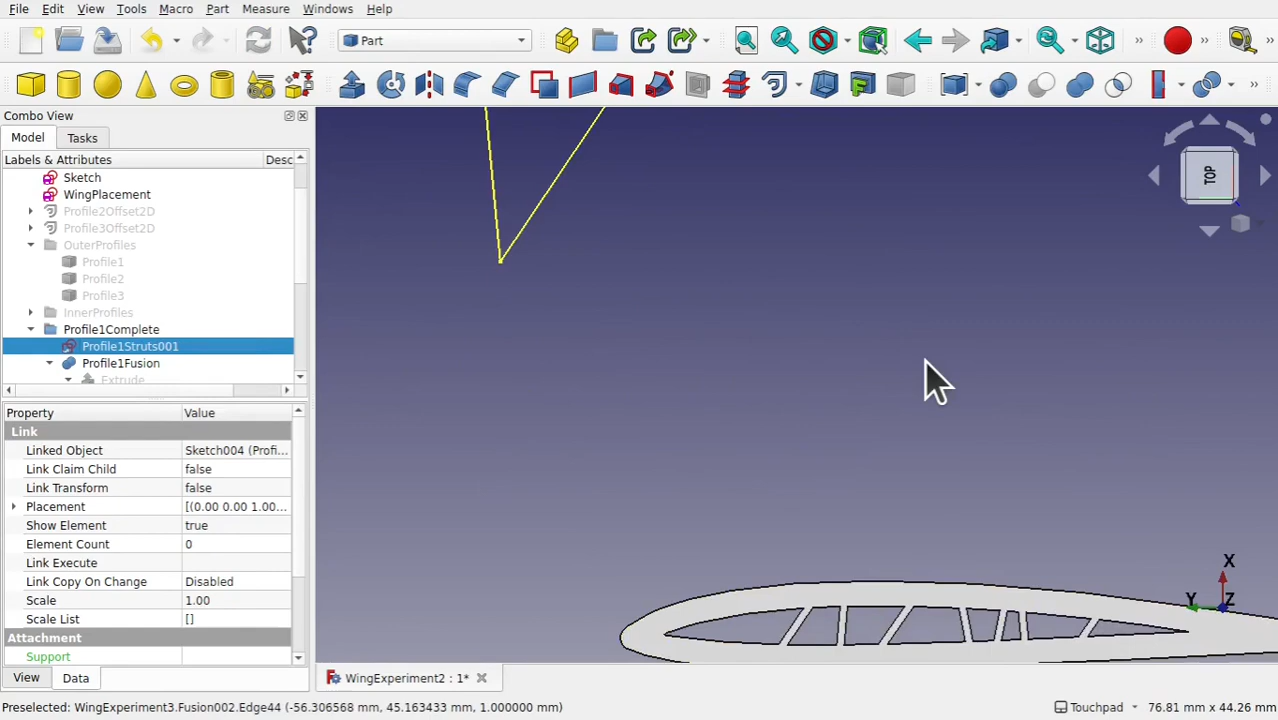 File Edit View Tools Macro Part Measure Windows Help
Part
Combo View
Model Tasks
Labels & Attributes Desc
Sketch
WingPlacement
Profile2Offset2D
Profile3Offset2D
OuterProfiles
Profile1
Profile2
Profile3
InnerProfiles
Profile1Complete
Profile1Struts001
Profile1Fusion
Extrude
Property Value
Link
Linked Object Sketch004 (Profi...
Link Claim Child false
Link Transform false
Placement [(0.00 0.00 1.00...
Show Element true
Element Count 0
Link Execute
Link Copy On Change Disabled
Scale 1.00
Scale List []
Attachment
Support
View Data
TOP
X
Y Z
WingExperiment2 : 1*
Preselected: WingExperiment3.Fusion002.Edge44 (-56.306568 mm, 45.163433 mm, 1.000000 mm)
Touchpad 76.81 mm x 44.26 mm